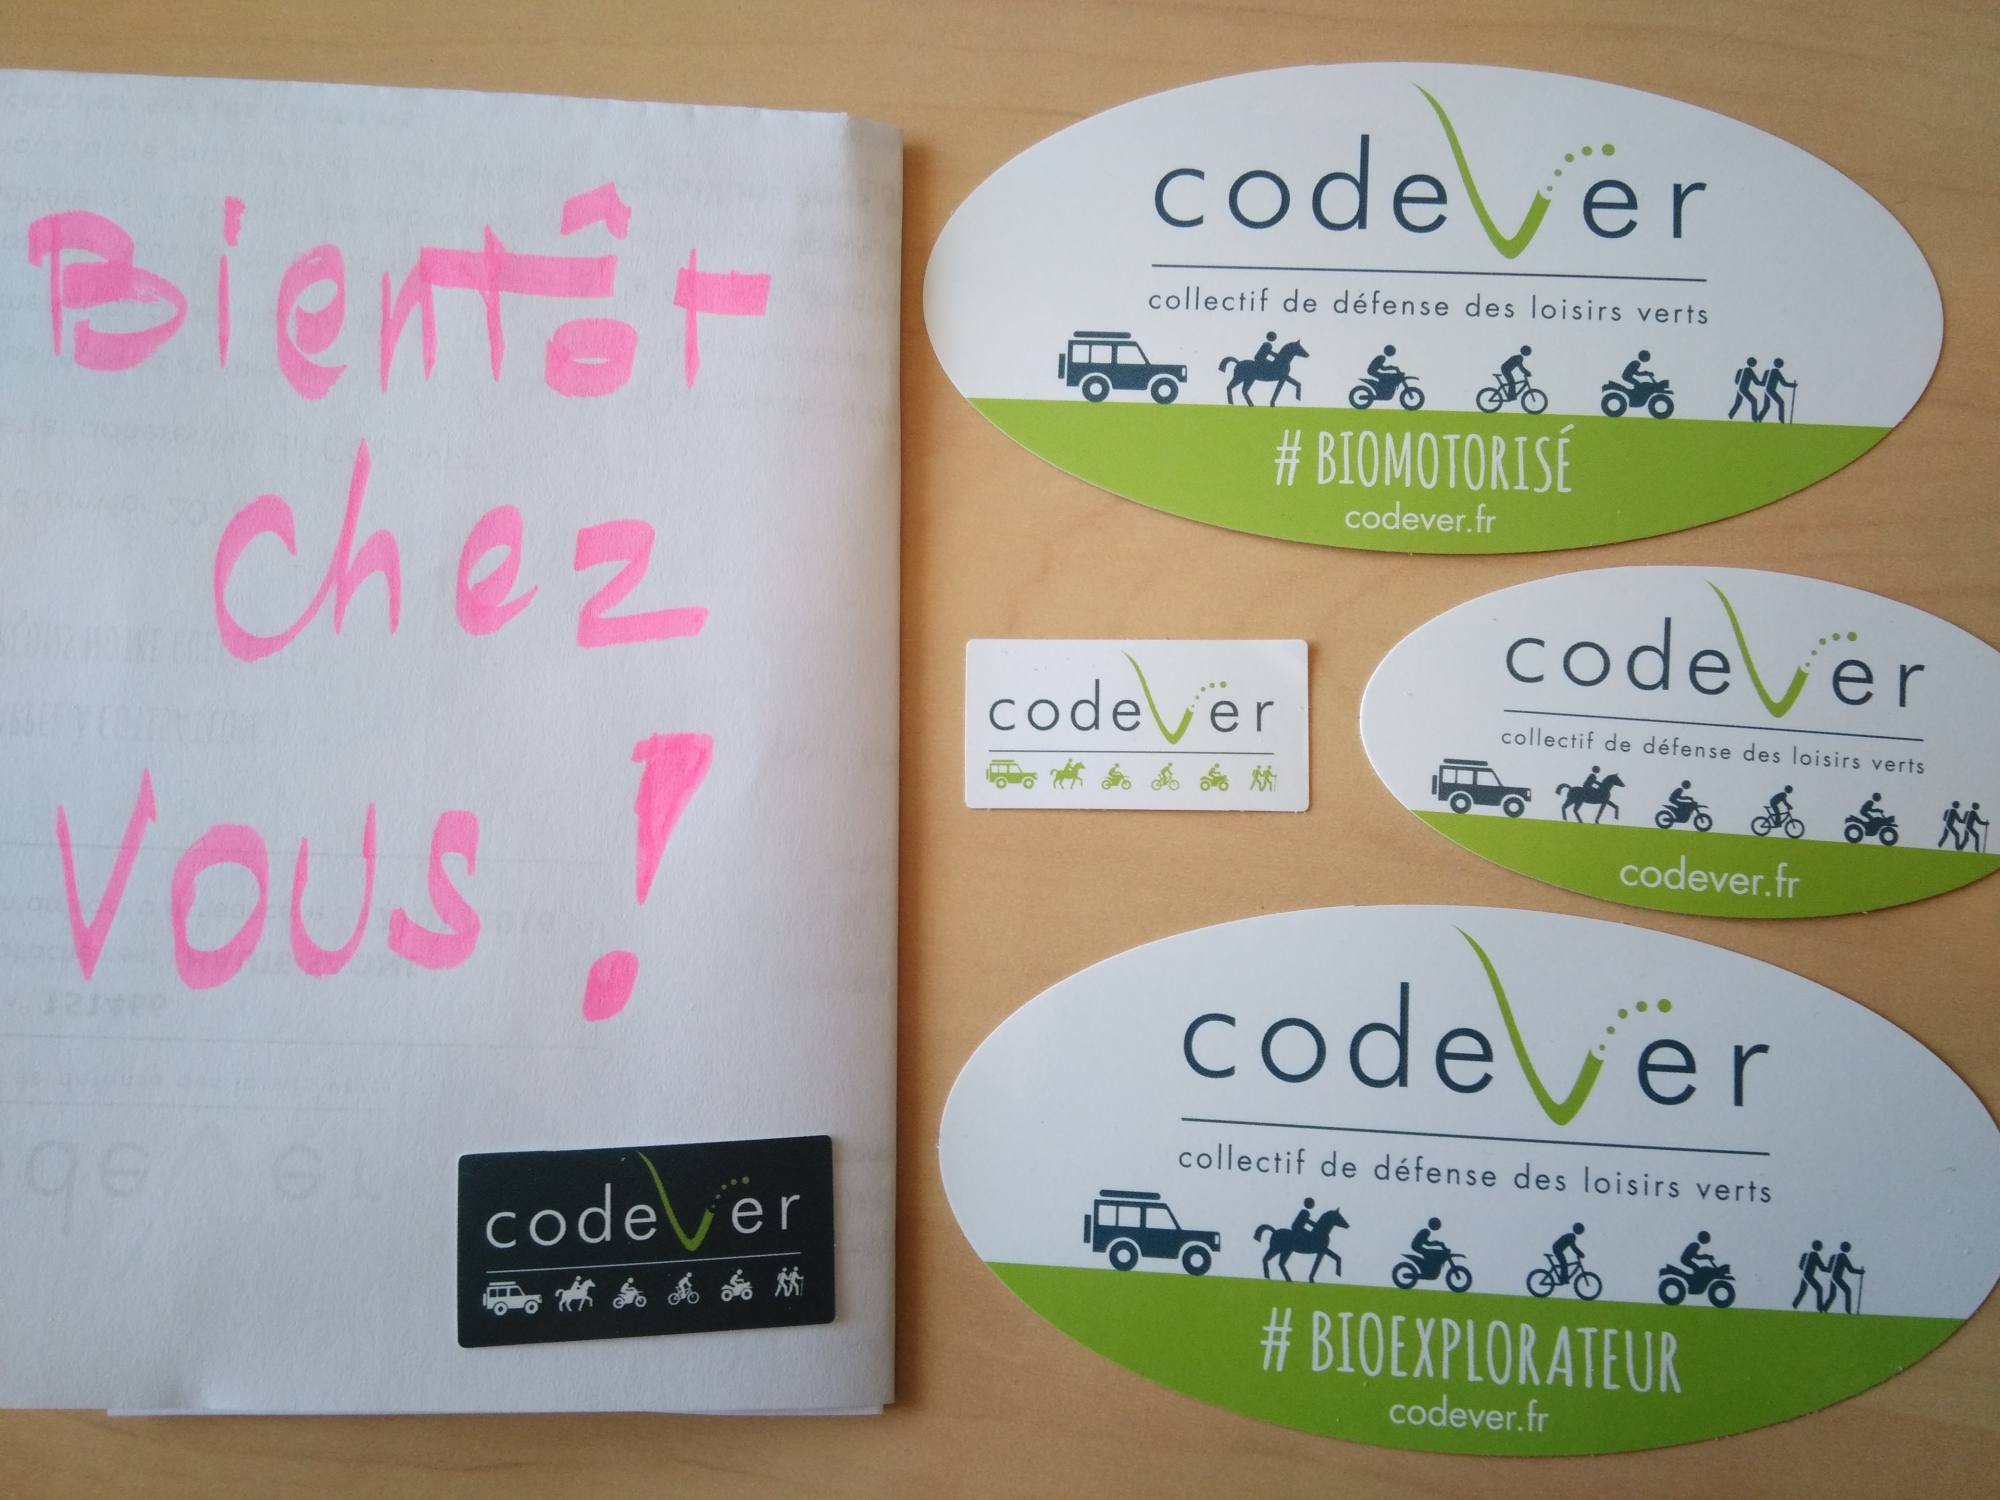 Bientôt
chez
vous !
codever
codever
collectif de défense des loisirs verts
# BIOMOTORISÉ
codever.fr
codever
codever
collectif de défense des loisirs verts
codever.fr
codever
collectif de défense des loisirs verts
# BIOEXPLORATEUR
codever.fr